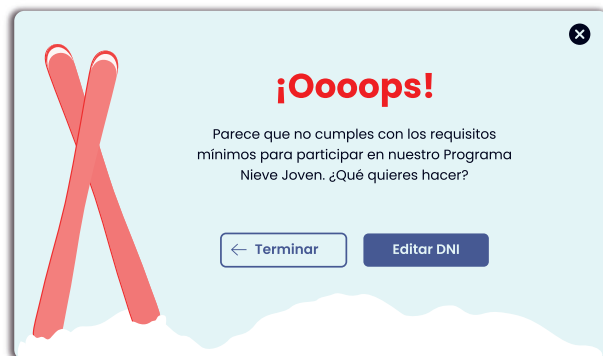 ¡Oooops!
Parece que no cumples con los requisitos
mínimos para participar en nuestro Programa
Nieve Joven. ¿Qué quieres hacer?
Terminar
Editar DNI